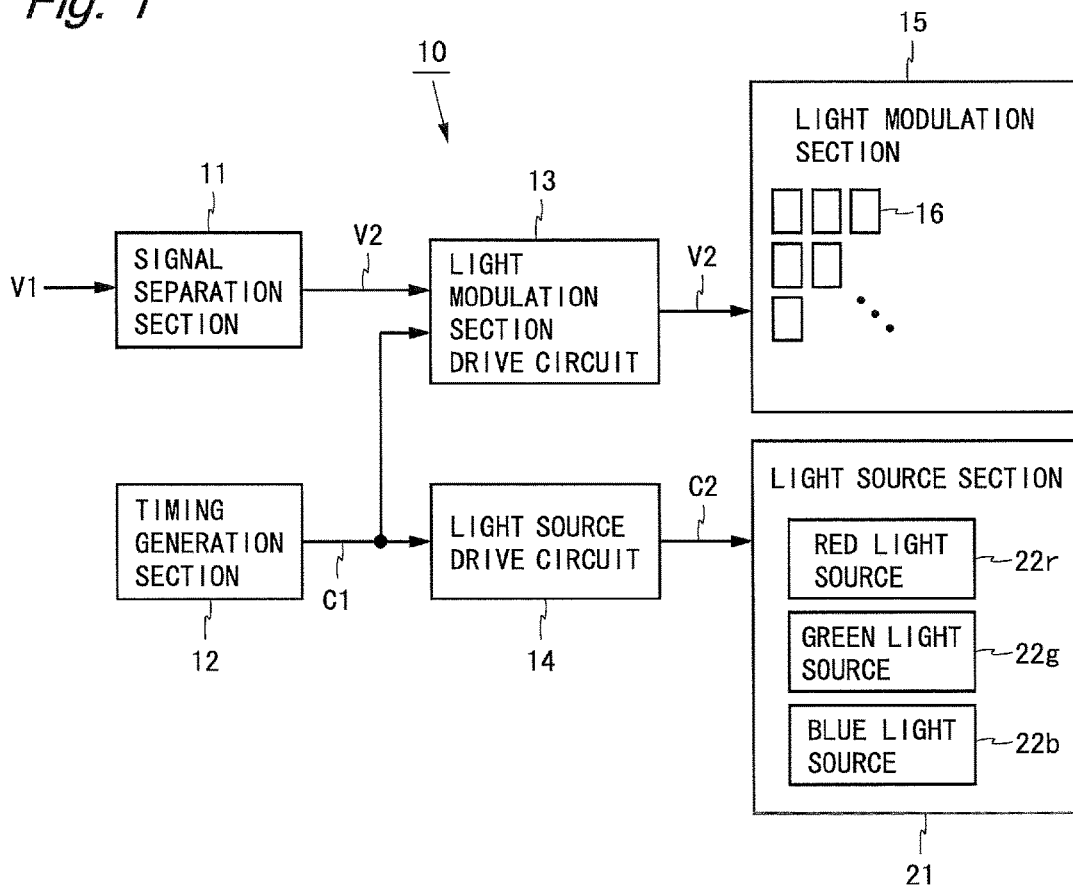 Fig. 1
10
15
LIGHT MODULATION
SECTION
16
11
SIGNAL
SEPARATION
SECTION
V1
V2
13
LIGHT
MODULATION
SECTION
DRIVE CIRCUIT
V2
TIMING
GENERATION
SECTION
12
C1
LIGHT SOURCE
DRIVE CIRCUIT
14
C2
LIGHT SOURCE SECTION
RED LIGHT
SOURCE
22r
GREEN LIGHT
SOURCE
22g
BLUE LIGHT
SOURCE
22b
21